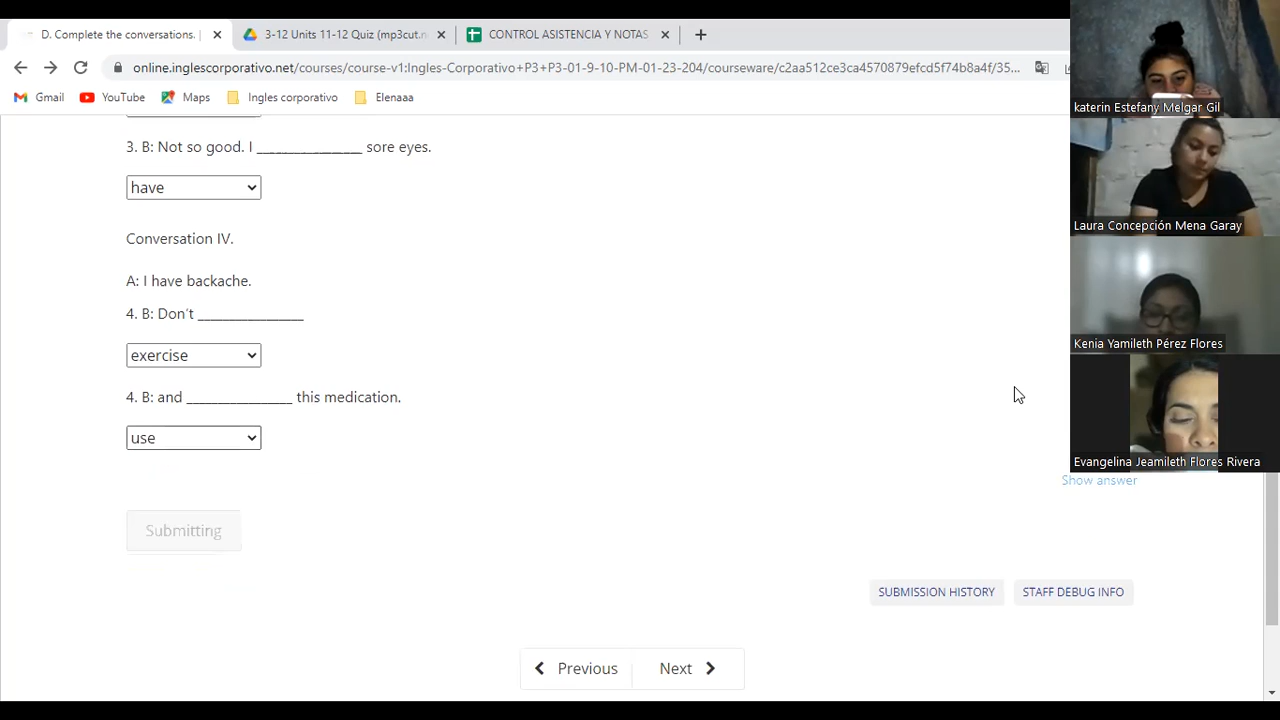 D. Complete the conversations. |
3-12 Units 11-12 Quiz (mp3cut.n
CONTROL ASISTENCIA Y NOTAS
online.inglescorporativo.net/courses/course-v1:Ingles-Corporativo+P3+P3-01-9-10-PM-01-23-204/courseware/c2aa512ce3ca4570879efcd5f74b8a4f/35...
Gmail
YouTube
Maps
Ingles corporativo
Elenaaa
3. B: Not so good. I ________________ sore eyes.
have
Conversation IV.
A: I have backache.
4. B: Don´t ________________
exercise
4. B: and ________________ this medication.
use
Show answer
Submitting
SUBMISSION HISTORY
STAFF DEBUG INFO
Previous
Next
katerin Estefany Melgar Gil
Laura Concepción Mena Garay
Kenia Yamileth Pérez Flores
Evangelina Jeamileth Flores Rivera